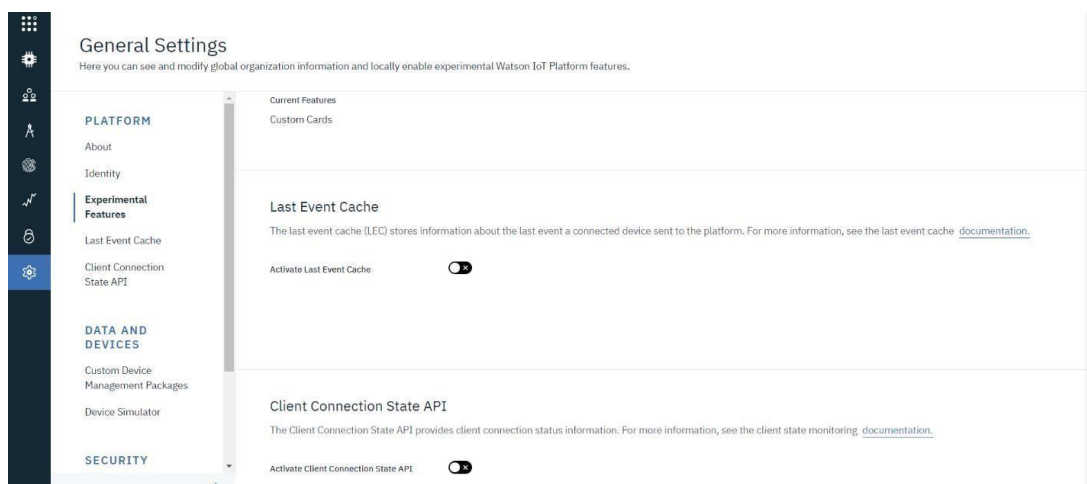 General Settings
Here you can see and modify global organization information and locally enable experimental Watson IoT Platform features.
PLATFORM
About
Identity
Experimental
Features
Last Event Cache
Client Connection
State API
DATA AND
DEVICES
Custom Device
Management Packages
Device Simulator
SECURITY
Current Features
Custom Cards
Last Event Cache
The last event cache (LEC) stores information about the last event a connected device sent to the platform. For more information, see the last event cache documentation.
Activate Last Event Cache
Client Connection State API
The Client Connection State API provides client connection status information. For more information, see the client state monitoring documentation.
Activate Client Connection State API